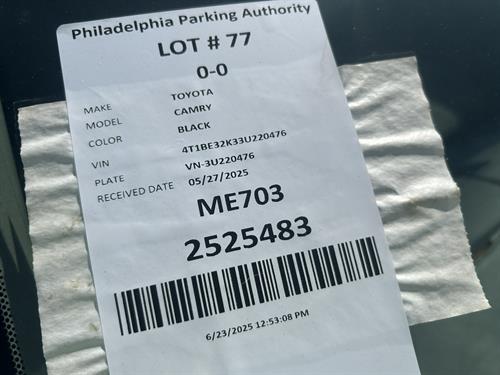 Philadelphia Parking Authority
LOT # 77
0-0
MAKE TOYOTA
MODEL CAMRY
COLOR BLACK
VIN 4T1BE32K33U220476
PLATE VN-3U220476
RECEIVED DATE 05/27/2025
ME703
2525483
6/23/2025 12:53:08 PM